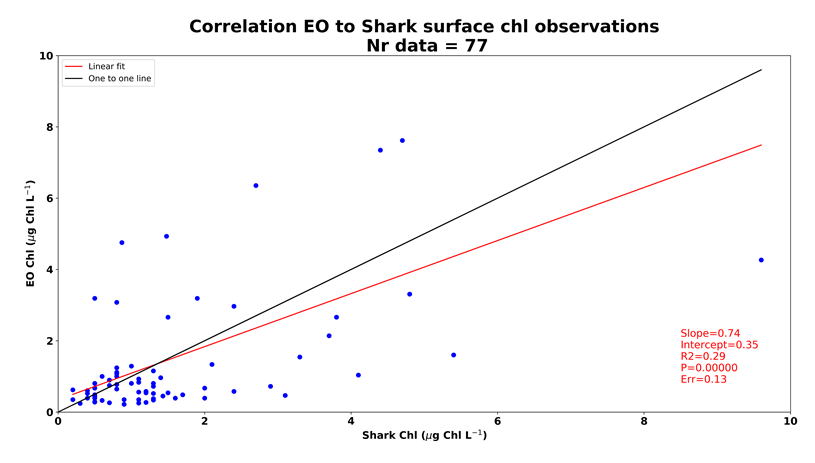 Correlation EO to Shark surface chl observations
Nr data = 77
Linear fit
One to one line
10
8
6
4
2
0
EO Chl (μg Chl L⁻¹)
Slope=0.74
Intercept=0.35
R2=0.29
P=0.00000
Err=0.13
0 2 4 6 8 10
Shark Chl (μg Chl L⁻¹)